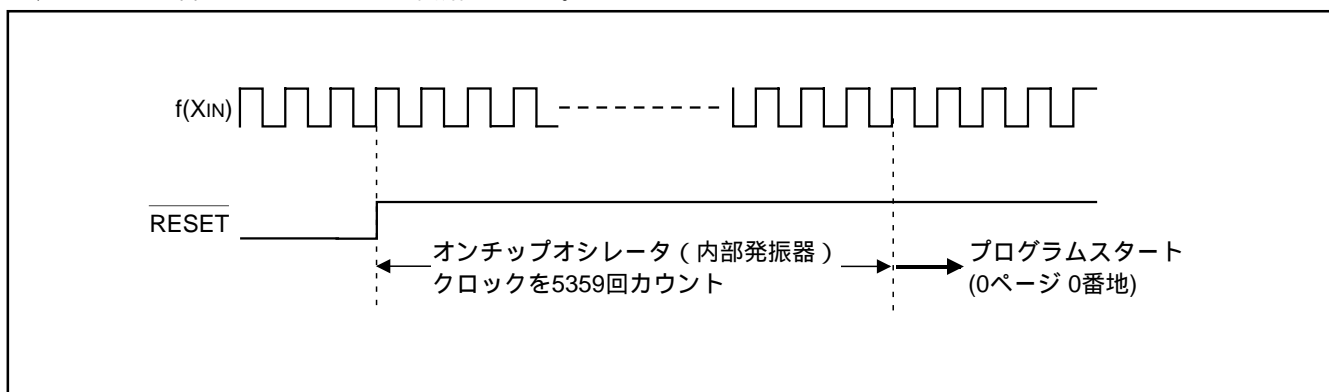 f(XIN)
RESET
オンチップオシレータ（内部発振器）
クロックを5359回カウント
プログラムスタート
(0ページ 0番地)